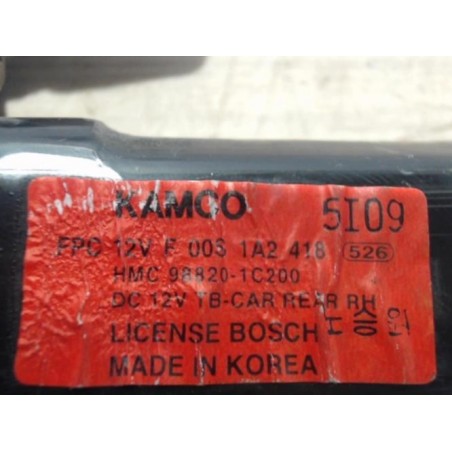 KAMCO 5I09
FPC 12V F 006 1A2 418 526
HMC 98820-1C200
DC 12V TB-CAR REAR RH
LICENSE BOSCH
MADE IN KOREA